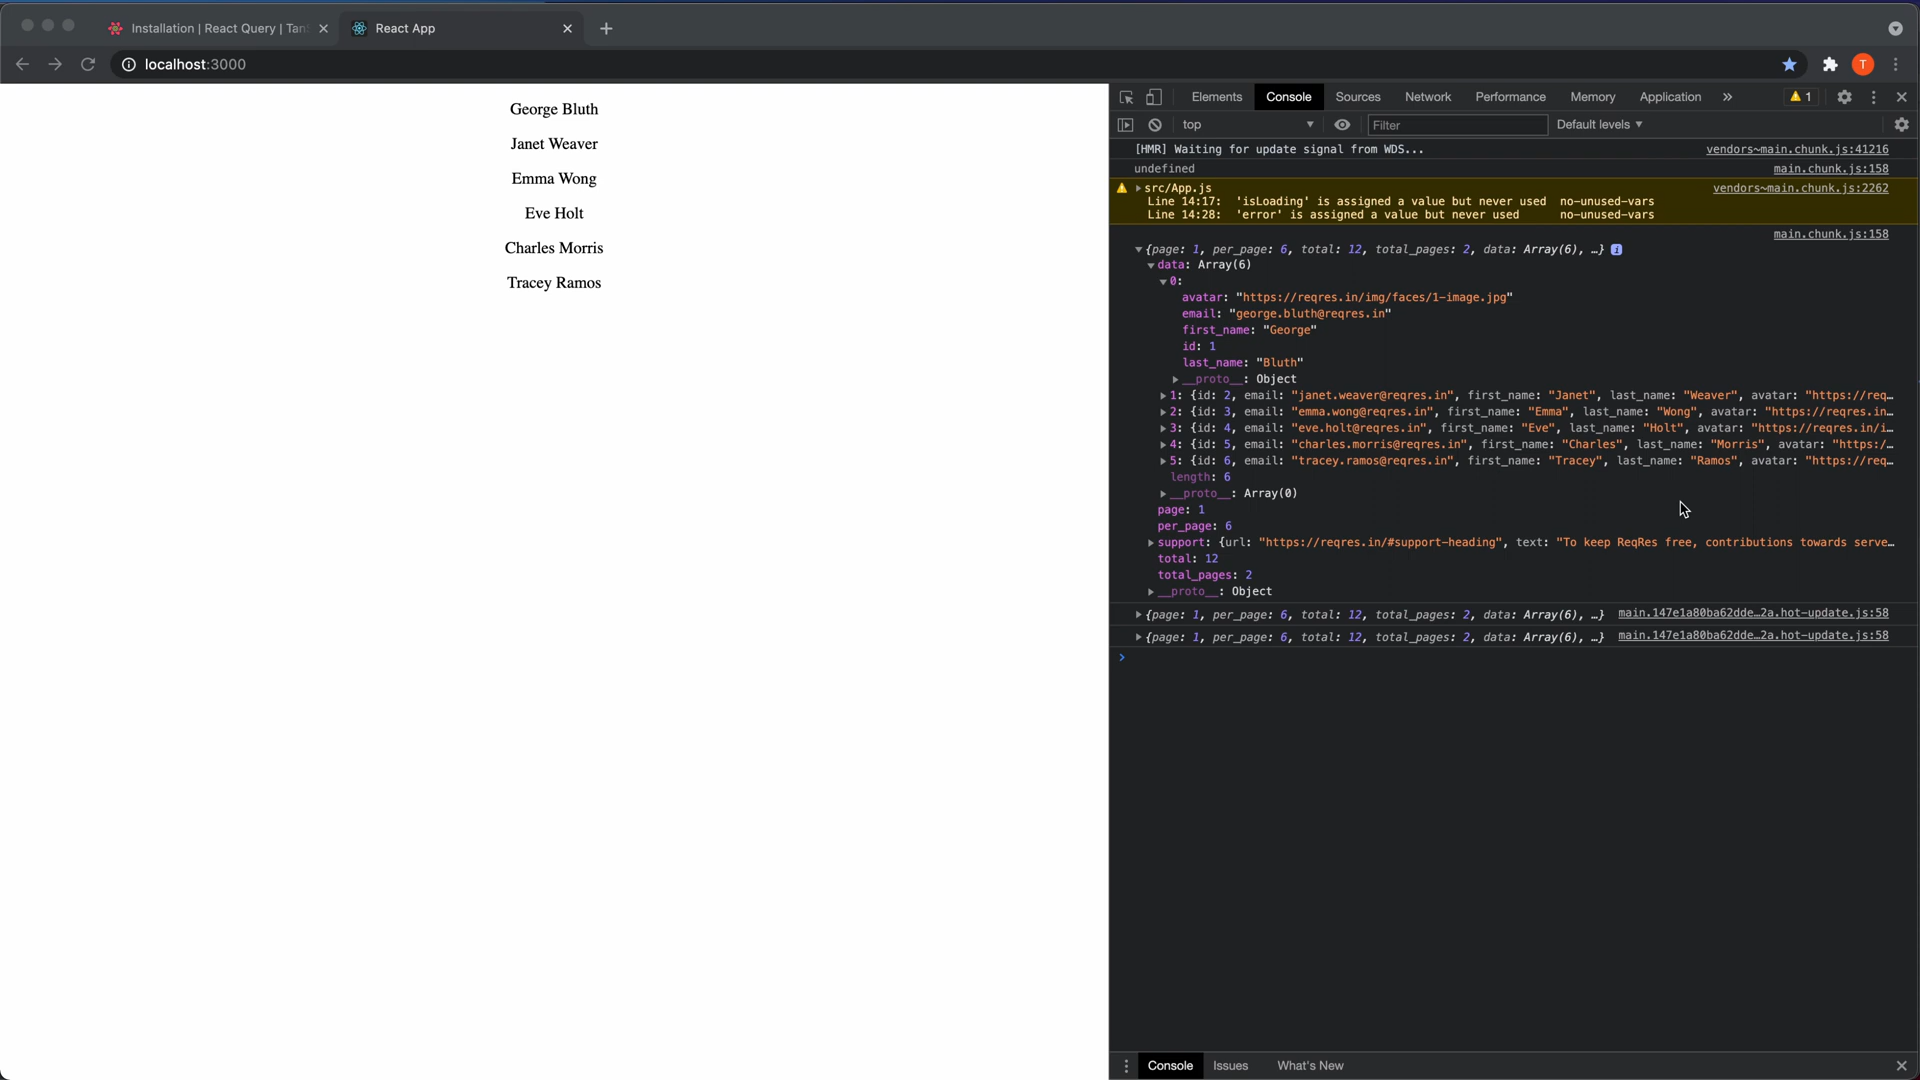 Installation | React Query | Tan
React App
localhost:3000
George Bluth
Janet Weaver
Emma Wong
Eve Holt
Charles Morris
Tracey Ramos
Elements Console Sources Network Performance Memory Application » 1
top Filter Default levels
[HMR] Waiting for update signal from WDS... vendors~main.chunk.js:41216
undefined main.chunk.js:158
src/App.js vendors~main.chunk.js:2262
Line 14:17: 'isLoading' is assigned a value but never used no-unused-vars
Line 14:28: 'error' is assigned a value but never used no-unused-vars
main.chunk.js:158
{page: 1, per_page: 6, total: 12, total_pages: 2, data: Array(6), …} i
data: Array(6)
0:
avatar: "https://reqres.in/img/faces/1-image.jpg"
email: "george.bluth@reqres.in"
first_name: "George"
id: 1
last_name: "Bluth"
__proto__: Object
1: {id: 2, email: "janet.weaver@reqres.in", first_name: "Janet", last_name: "Weaver", avatar: "https://req…
2: {id: 3, email: "emma.wong@reqres.in", first_name: "Emma", last_name: "Wong", avatar: "https://reqres.in…
3: {id: 4, email: "eve.holt@reqres.in", first_name: "Eve", last_name: "Holt", avatar: "https://reqres.in/i…
4: {id: 5, email: "charles.morris@reqres.in", first_name: "Charles", last_name: "Morris", avatar: "https:/…
5: {id: 6, email: "tracey.ramos@reqres.in", first_name: "Tracey", last_name: "Ramos", avatar: "https://req…
length: 6
__proto__: Array(0)
page: 1
per_page: 6
support: {url: "https://reqres.in/#support-heading", text: "To keep ReqRes free, contributions towards serve…
total: 12
total_pages: 2
__proto__: Object
{page: 1, per_page: 6, total: 12, total_pages: 2, data: Array(6), …} main.147e1a80ba62dde…2a.hot-update.js:58
{page: 1, per_page: 6, total: 12, total_pages: 2, data: Array(6), …} main.147e1a80ba62dde…2a.hot-update.js:58
Console Issues What's New
T